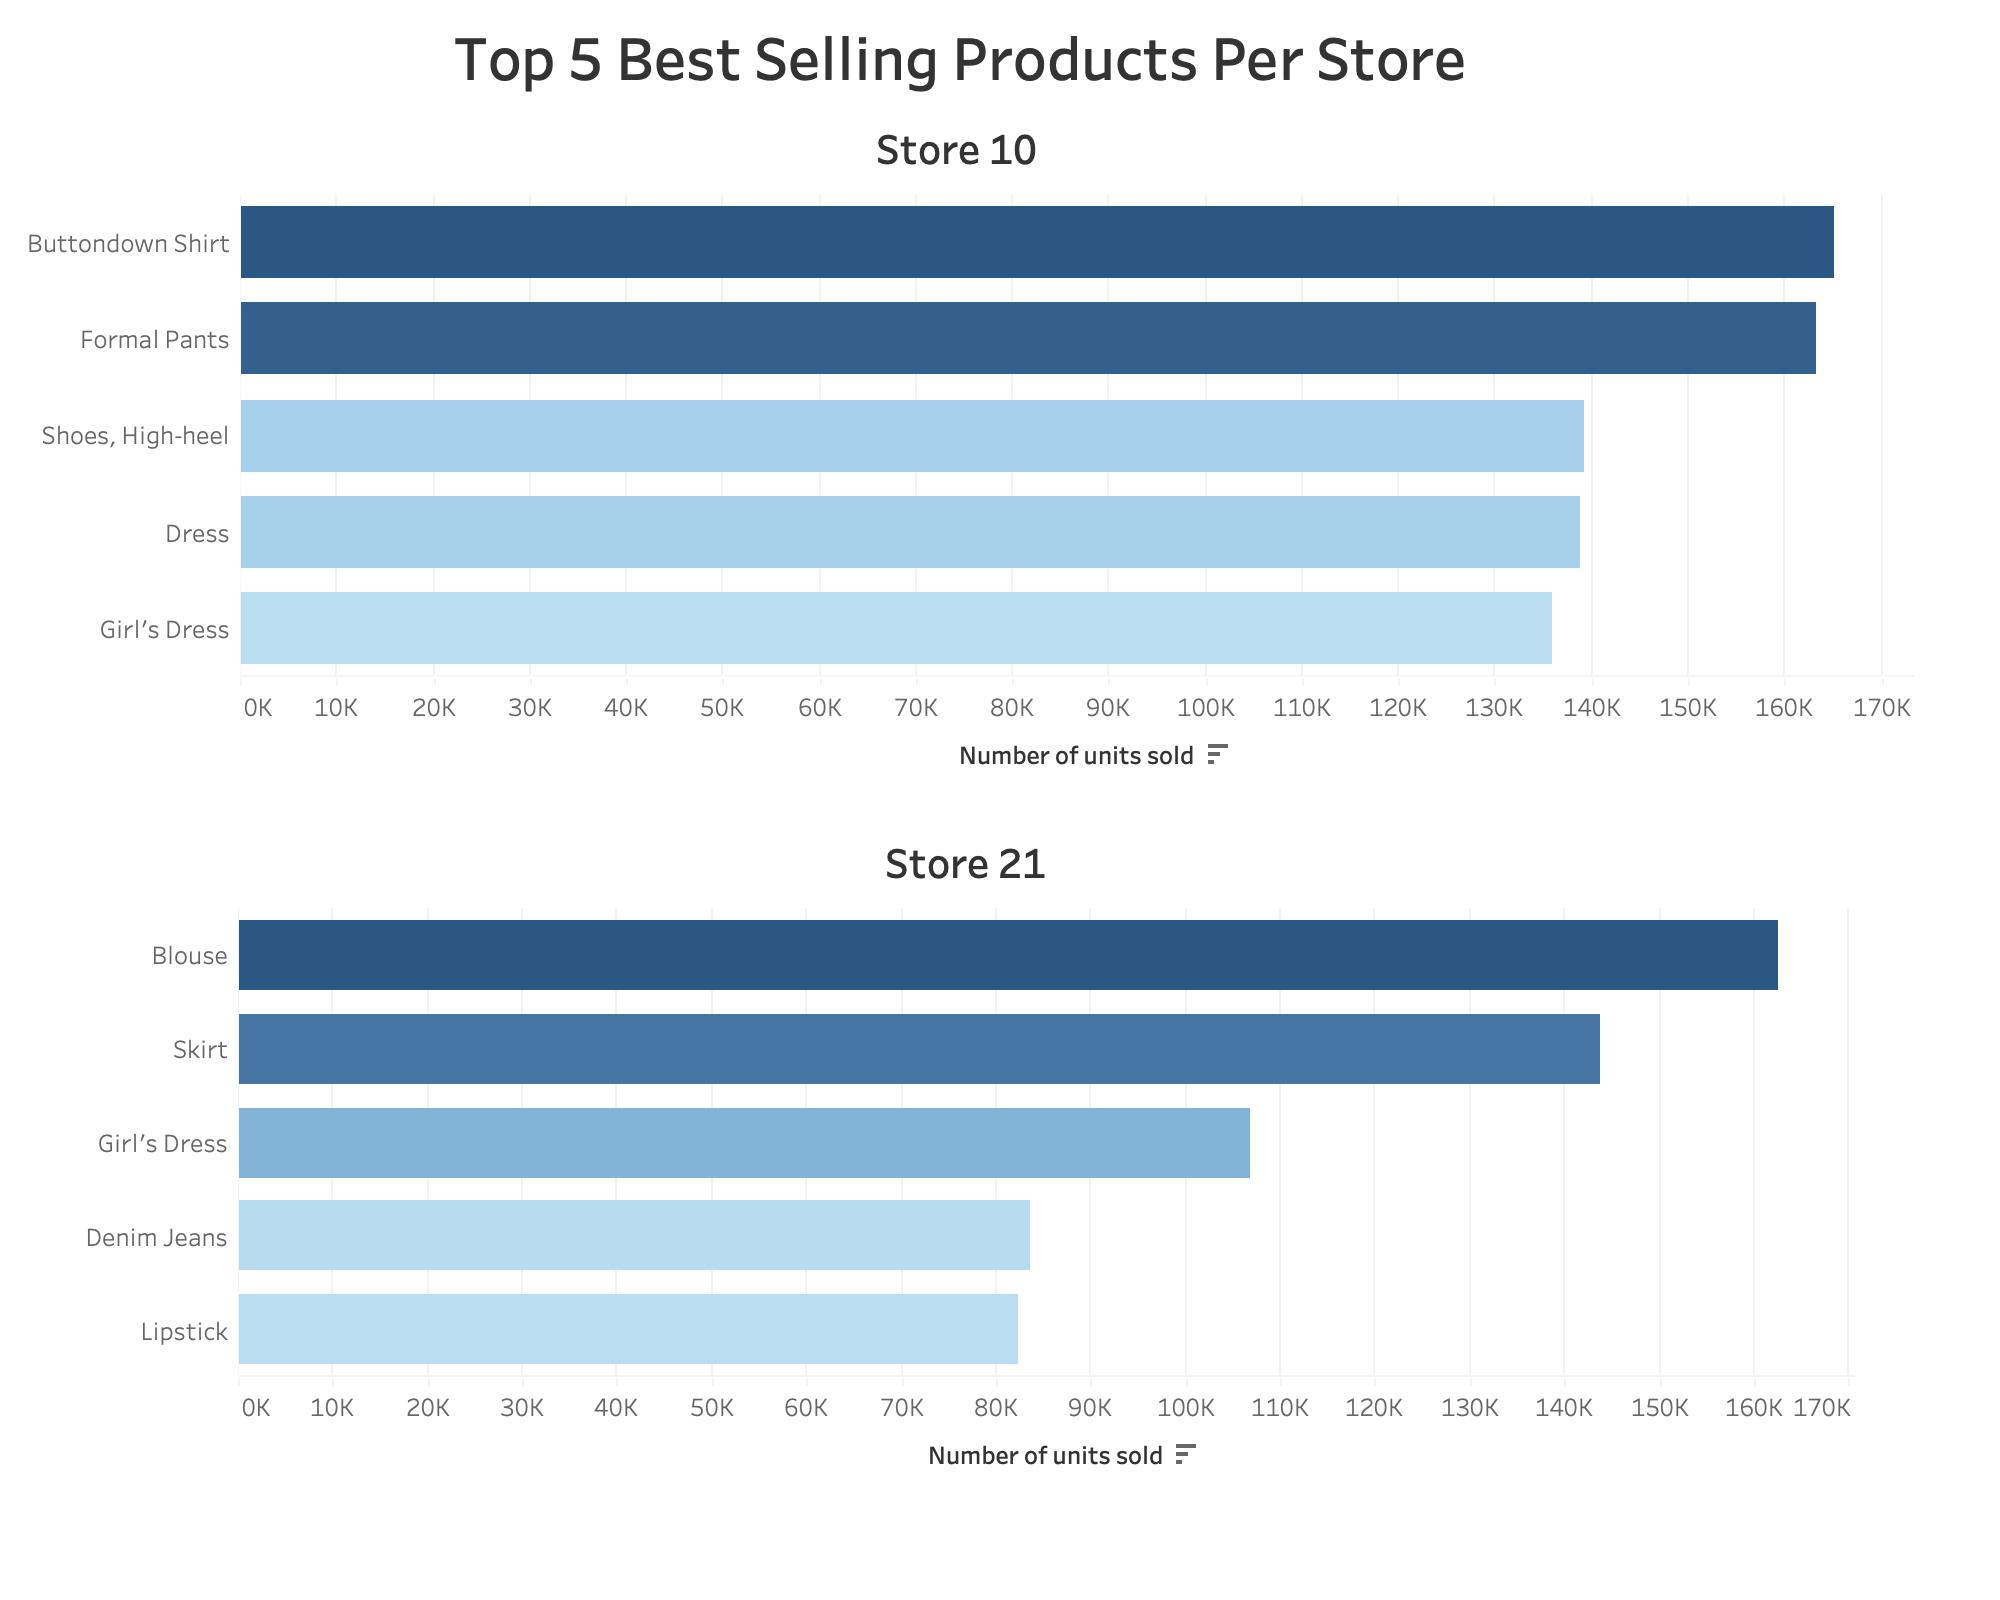 Top 5 Best Selling Products Per Store
Store 10
Buttondown Shirt
Formal Pants
Shoes, High-heel
Dress
Girl's Dress
0K 10K 20K 30K 40K 50K 60K 70K 80K 90K 100K 110K 120K 130K 140K 150K 160K 170K
Number of units sold
Store 21
Blouse
Skirt
Girl's Dress
Denim Jeans
Lipstick
0K 10K 20K 30K 40K 50K 60K 70K 80K 90K 100K 110K 120K 130K 140K 150K 160K 170K
Number of units sold